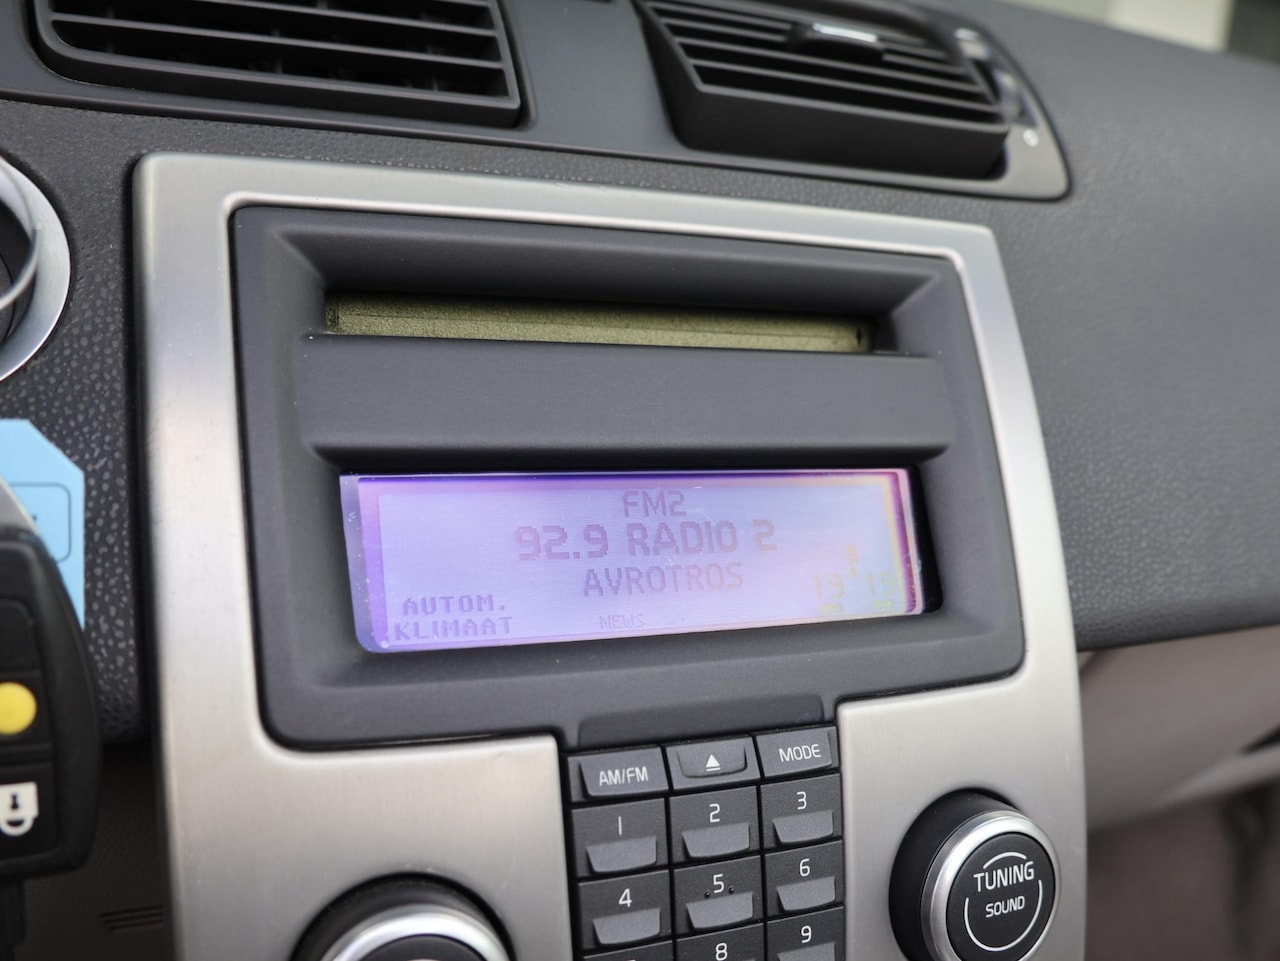 FM2
92.9 RADIO 2
AVROTROS
AUTOM.
KLIMAAT
NEWS
AM/FM
MODE
1
2
3
4
5
6
8
9
TUNING
SOUND